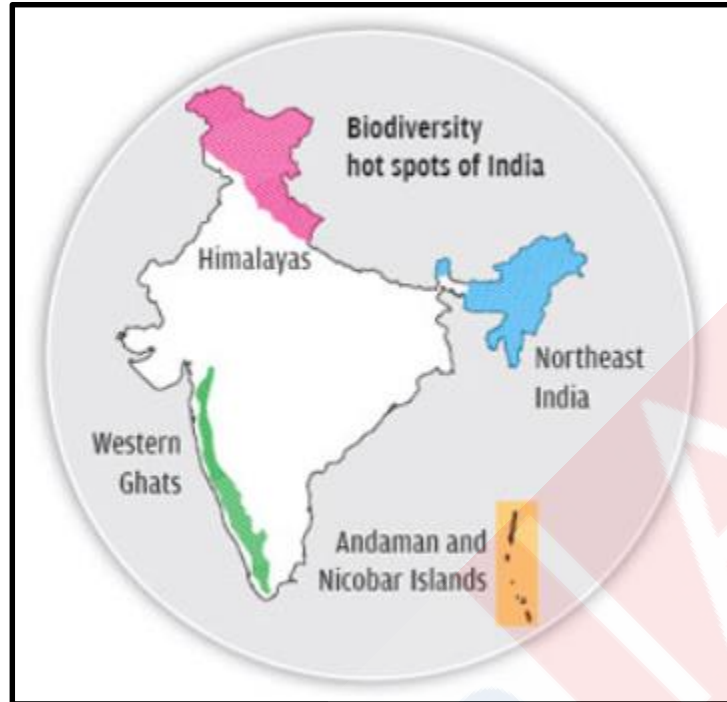 Biodiversity
hot spots of India
Himalayas
Northeast
India
Western
Ghats
Andaman and
Nicobar Islands